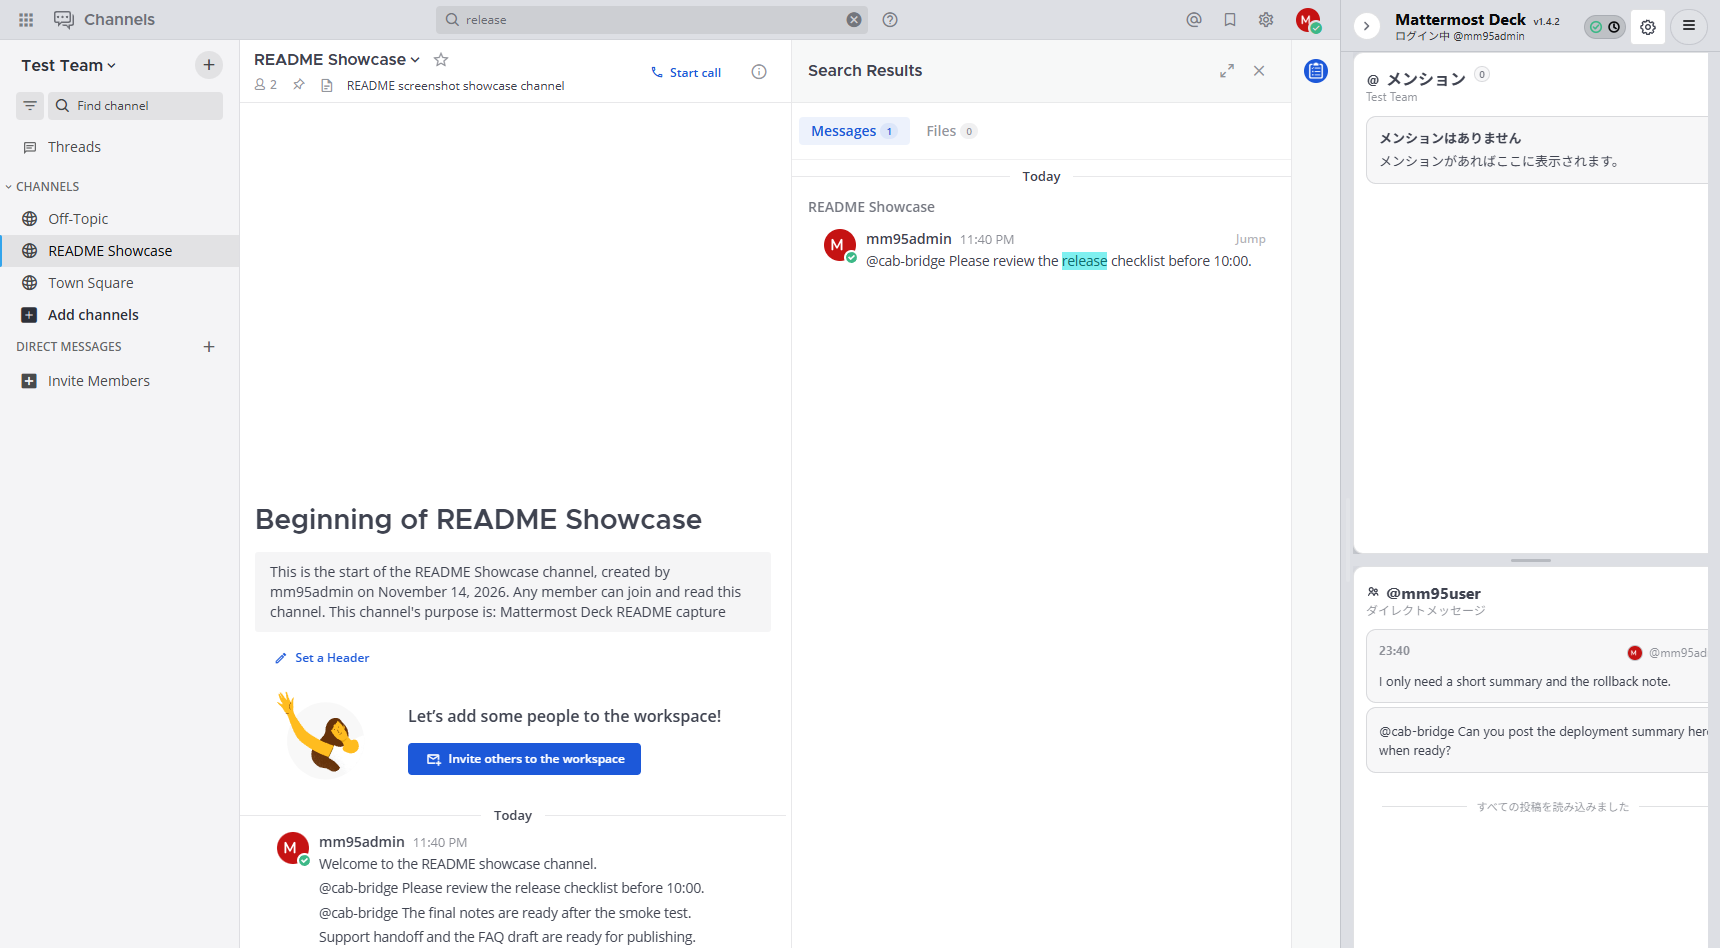 Channels
release
Test Team
Find channel
Threads
CHANNELS
Off-Topic
README Showcase
Town Square
Add channels
DIRECT MESSAGES
Invite Members
README Showcase
2
README screenshot showcase channel
Start call
Beginning of README Showcase
This is the start of the README Showcase channel, created by
mm95admin on November 14, 2026. Any member can join and read this
channel. This channel's purpose is: Mattermost Deck README capture
Set a Header
Let's add some people to the workspace!
Invite others to the workspace
Today
M
mm95admin 11:40 PM
Welcome to the README showcase channel.
@cab-bridge Please review the release checklist before 10:00.
@cab-bridge The final notes are ready after the smoke test.
Support handoff and the FAQ draft are ready for publishing.
Search Results
Messages 1
Files 0
Today
README Showcase
M
mm95admin 11:40 PM
Jump
@cab-bridge Please review the release checklist before 10:00.
M
Mattermost Deck v1.4.2
ログイン中 @mm95admin
@ メンション 0
Test Team
メンションはありません
メンションがあればここに表示されます。
@mm95user
ダイレクトメッセージ
23:40
M
@mm95ad
I only need a short summary and the rollback note.
@cab-bridge Can you post the deployment summary her
when ready?
すべての投稿を読み込みました